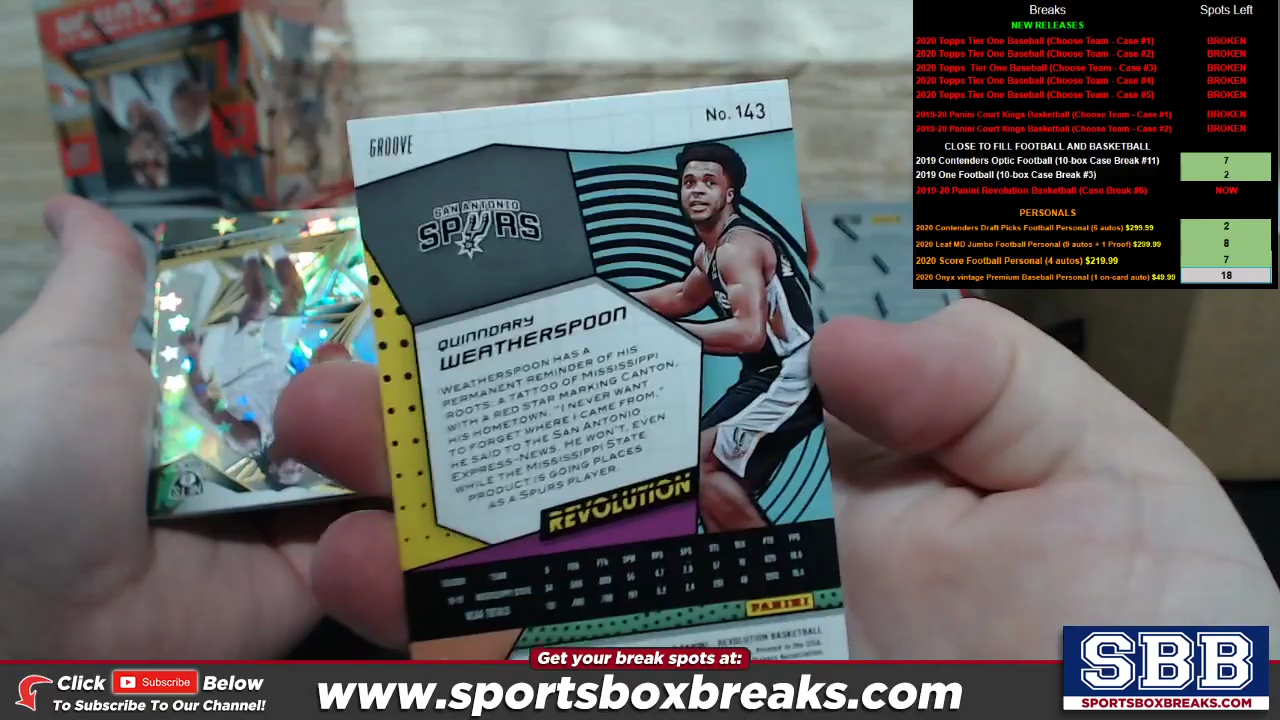 Breaks Spots Left
NEW RELEASES
2020 Topps Tier One Baseball (Choose Team - Case #1) BROKEN
2020 Topps Tier One Baseball (Choose Team - Case #2) BROKEN
2020 Topps Tier One Baseball (Choose Team - Case #3) BROKEN
2020 Topps Tier One Baseball (Choose Team - Case #4) BROKEN
2020 Topps Tier One Baseball (Choose Team - Case #5) BROKEN
2019-20 Panini Court Kings Basketball (Choose Team - Case #1) BROKEN
2019-20 Panini Court Kings Basketball (Choose Team - Case #2) BROKEN
CLOSE TO FILL FOOTBALL AND BASKETBALL
2019 Contenders Optic Football (10-box Case Break #11) 7
2019 One Football (10-box Case Break #3) 2
2019-20 Panini Revolution Basketball (Case Break #6) NOW
PERSONALS
2020 Contenders Draft Picks Football Personal (6 autos) $299.99 2
2020 Leaf MD Jumbo Football Personal (9 autos + 1 Proof) $299.99 8
2020 Score Football Personal (4 autos) $219.99 7
2020 Onyx vintage Premium Baseball Personal (1 on-card auto) $49.99 18
GROOVE
No. 143
SAN ANTONIO
SPURS
QUINNDARY
WEATHERSPOON
WEATHERSPOON HAS A
PERMANENT REMINDER OF HIS
ROOTS: A TATTOO OF MISSISSIPPI
WITH A RED STAR MARKING CANTON,
HIS HOMETOWN. "I NEVER WANT
TO FORGET WHERE I CAME FROM,"
HE SAID TO THE SAN ANTONIO
EXPRESS-NEWS. HE WON'T, EVEN
WHILE THE MISSISSIPPI STATE
PRODUCT IS GOING PLACES
AS A SPURS PLAYER.
REVOLUTION
PANINI
REVOLUTION BASKETBALL
Get your break spots at:
Click Subscribe Below
To Subscribe To Our Channel!
www.sportsboxbreaks.com
SBB
SPORTSBOXBREAKS.COM